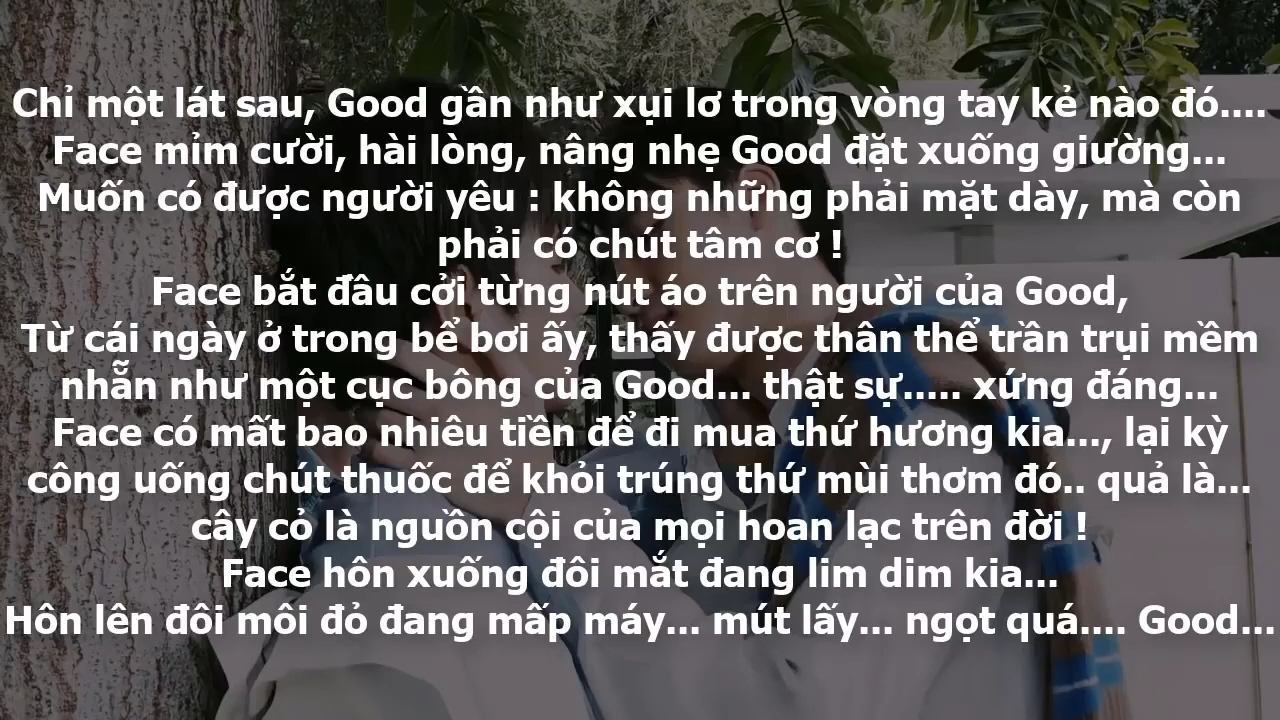 Chỉ một lát sau, Good gần như xụi lơ trong vòng tay kẻ nào đó....
Face mỉm cười, hài lòng, nâng nhẹ Good đặt xuống giường...
Muốn có được người yêu : không những phải mặt dày, mà còn
phải có chút tâm cơ !
Face bắt đầu cởi từng nút áo trên người của Good,
Từ cái ngày ở trong bể bơi ấy, thấy được thân thể trần trụi mềm
nhẵn như một cục bông của Good... thật sự..... xứng đáng...
Face có mất bao nhiêu tiền để đi mua thứ hương kia..., lại kỳ
công uống chút thuốc để khỏi trúng thứ mùi thơm đó.. quả là...
cây cỏ là nguồn cội của mọi hoan lạc trên đời !
Face hôn xuống đôi mắt đang lim dim kia...
Hôn lên đôi môi đỏ đang mấp máy... mút lấy... ngọt quá.... Good...